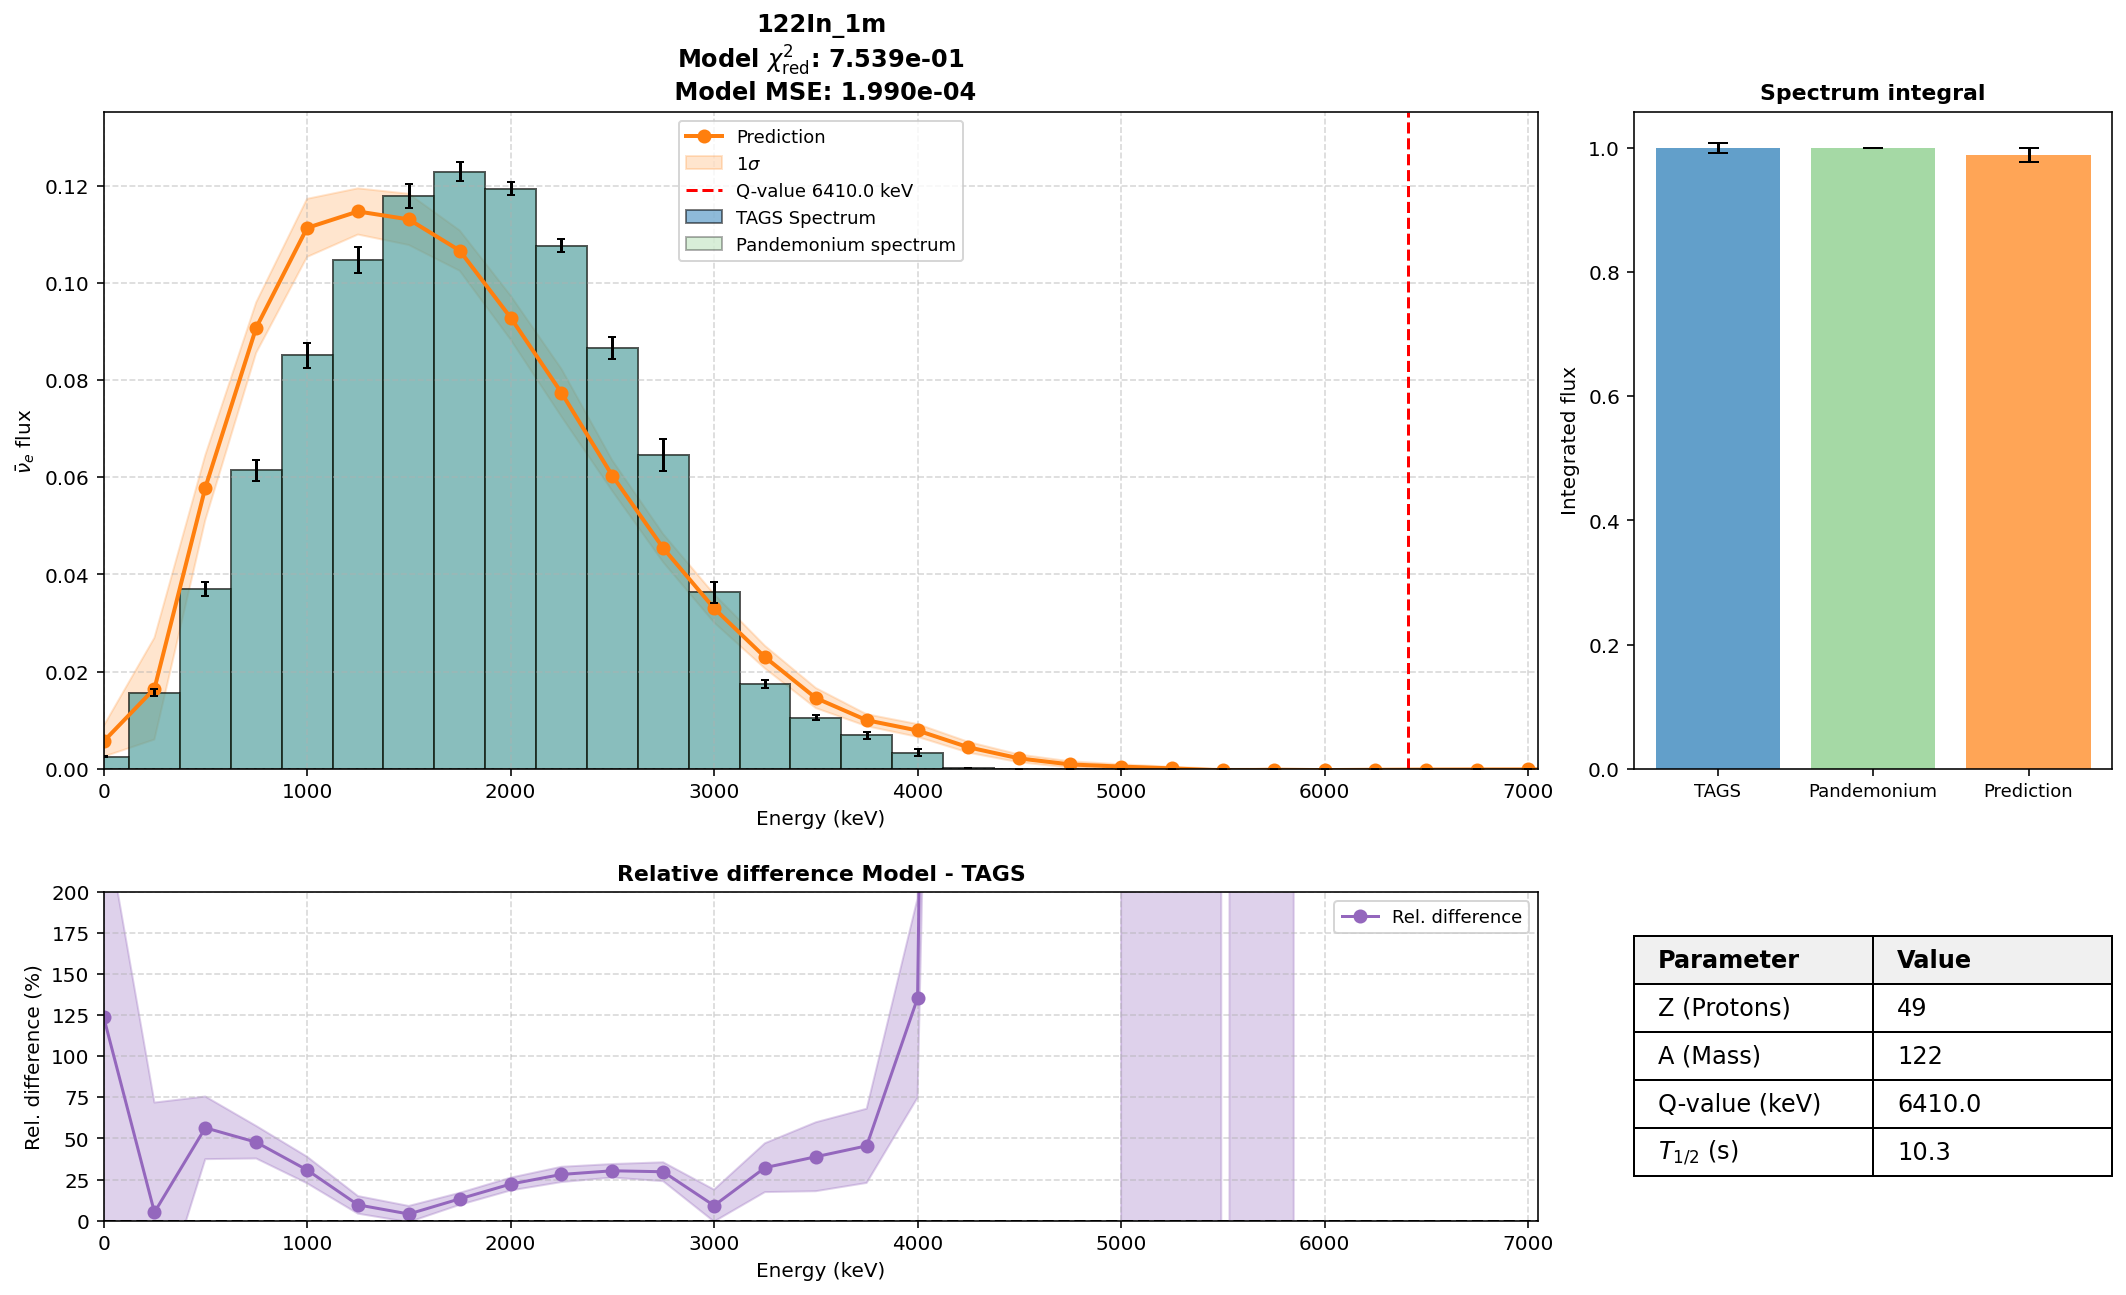 122In_1m
Model χ²red: 7.539e-01
Model MSE: 1.990e-04
Prediction
1σ
Q-value 6410.0 keV
TAGS Spectrum
Pandemonium spectrum
0.12
0.10
0.08
0.06
0.04
0.02
0.00
ν̄e flux
0 1000 2000 3000 4000 5000 6000 7000
Energy (keV)
Spectrum integral
1.0
0.8
0.6
0.4
0.2
0.0
Integrated flux
TAGS Pandemonium Prediction
Relative difference Model - TAGS
Rel. difference
200
175
150
125
100
75
50
25
0
Rel. difference (%)
0 1000 2000 3000 4000 5000 6000 7000
Energy (keV)
Parameter Value
Z (Protons) 49
A (Mass) 122
Q-value (keV) 6410.0
T1/2 (s) 10.3